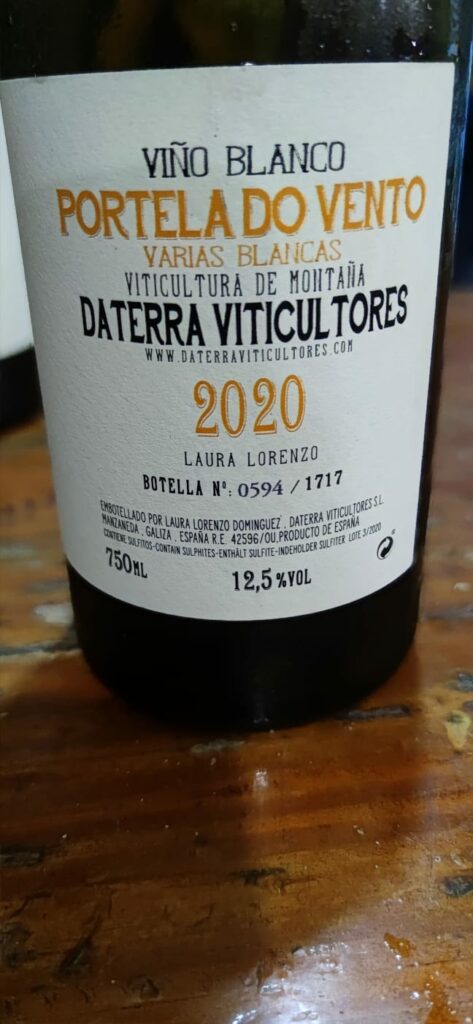 VIÑO BLANCO
PORTELA DO VENTO
VARIAS BLANCAS
VITICULTURA DE MONTAÑA
DATERRA VITICULTORES
WWW.DATERRAVITICULTORES.COM
2020
LAURA LORENZO
BOTELLA Nº: 0594 / 1717
EMBOTELLADO POR LAURA LORENZO DOMINGUEZ . DATERRA VITICULTORES S.L.
MANZANEDA , GALIZA . ESPAÑA R.E. 42596/OU.PRODUCTO DE ESPAÑA
CONTIENE SULFITOS-CONTAIN SULPHITES-ENTHÄLT SULFITE-INDEHOLDER SULFITER LOTE 3/2020
750ML
12,5%VOL